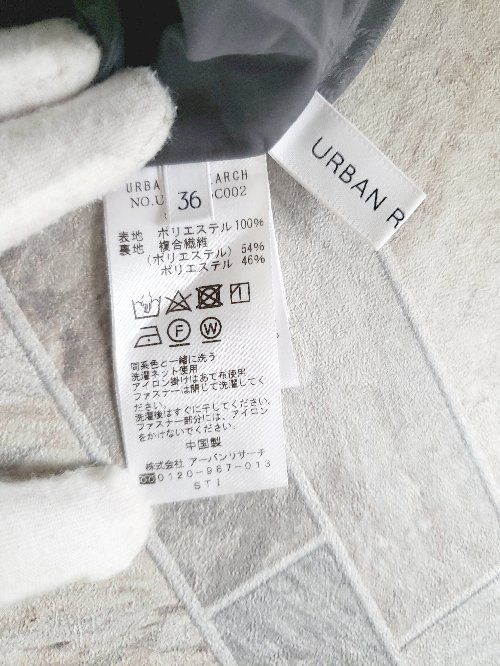 URBAN R
URBA ARCH
36
NO.U C002
表地 ポリエステル 100%
裏地 複合繊維
(ポリエステル) 54%
ポリエステル 46%
F W
同系色と一緒に洗う
洗濯ネット使用
アイロン掛けはあて布使用
ファスナーは閉じて洗濯してく
ださい。
洗濯後はすぐに干してください。
ファスナー部分には、アイロン
をかけないでください。
中国製
株式会社 アーバンリサーチ
0120-967-013
STI